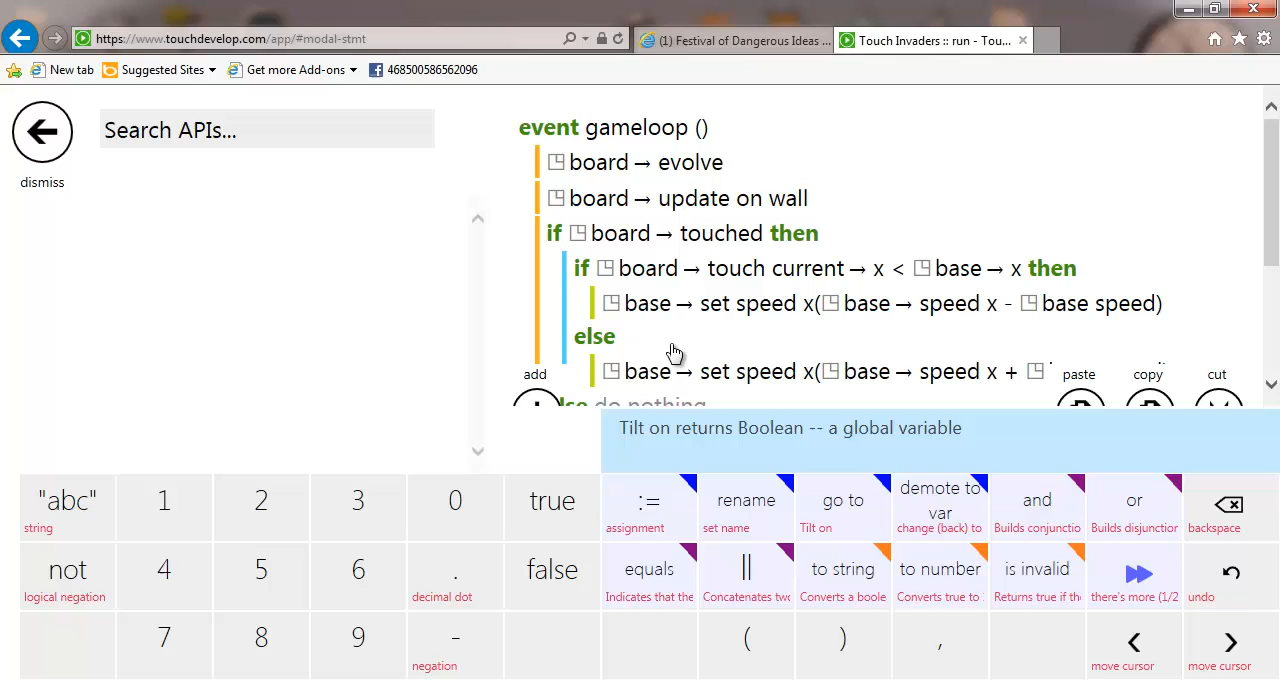 https://www.touchdevelop.com/app/#modal-stmt
(1) Festival of Dangerous Ideas ...
Touch Invaders :: run - Tou...
New tab
Suggested Sites
Get more Add-ons
468500586562096
Search APIs...
dismiss
event gameloop ()
board → evolve
board → update on wall
if board → touched then
if board → touch current → x < base → x then
base → set speed x( base → speed x - base speed)
else
base → set speed x( base → speed x +
else do nothing
add
paste
copy
cut
Tilt on returns Boolean -- a global variable
"abc"
string
1
2
3
0
true
:=
assignment
rename
set name
go to
Tilt on
demote to var
change (back) to
and
Builds conjunctio
or
Builds disjunction
backspace
not
logical negation
4
5
6
.
decimal dot
false
equals
Indicates that the
||
Concatenates two
to string
Converts a boole
to number
Converts true to
is invalid
Returns true if the
there's more (1/2
undo
7
8
9
-
negation
(
)
,
move cursor
move cursor